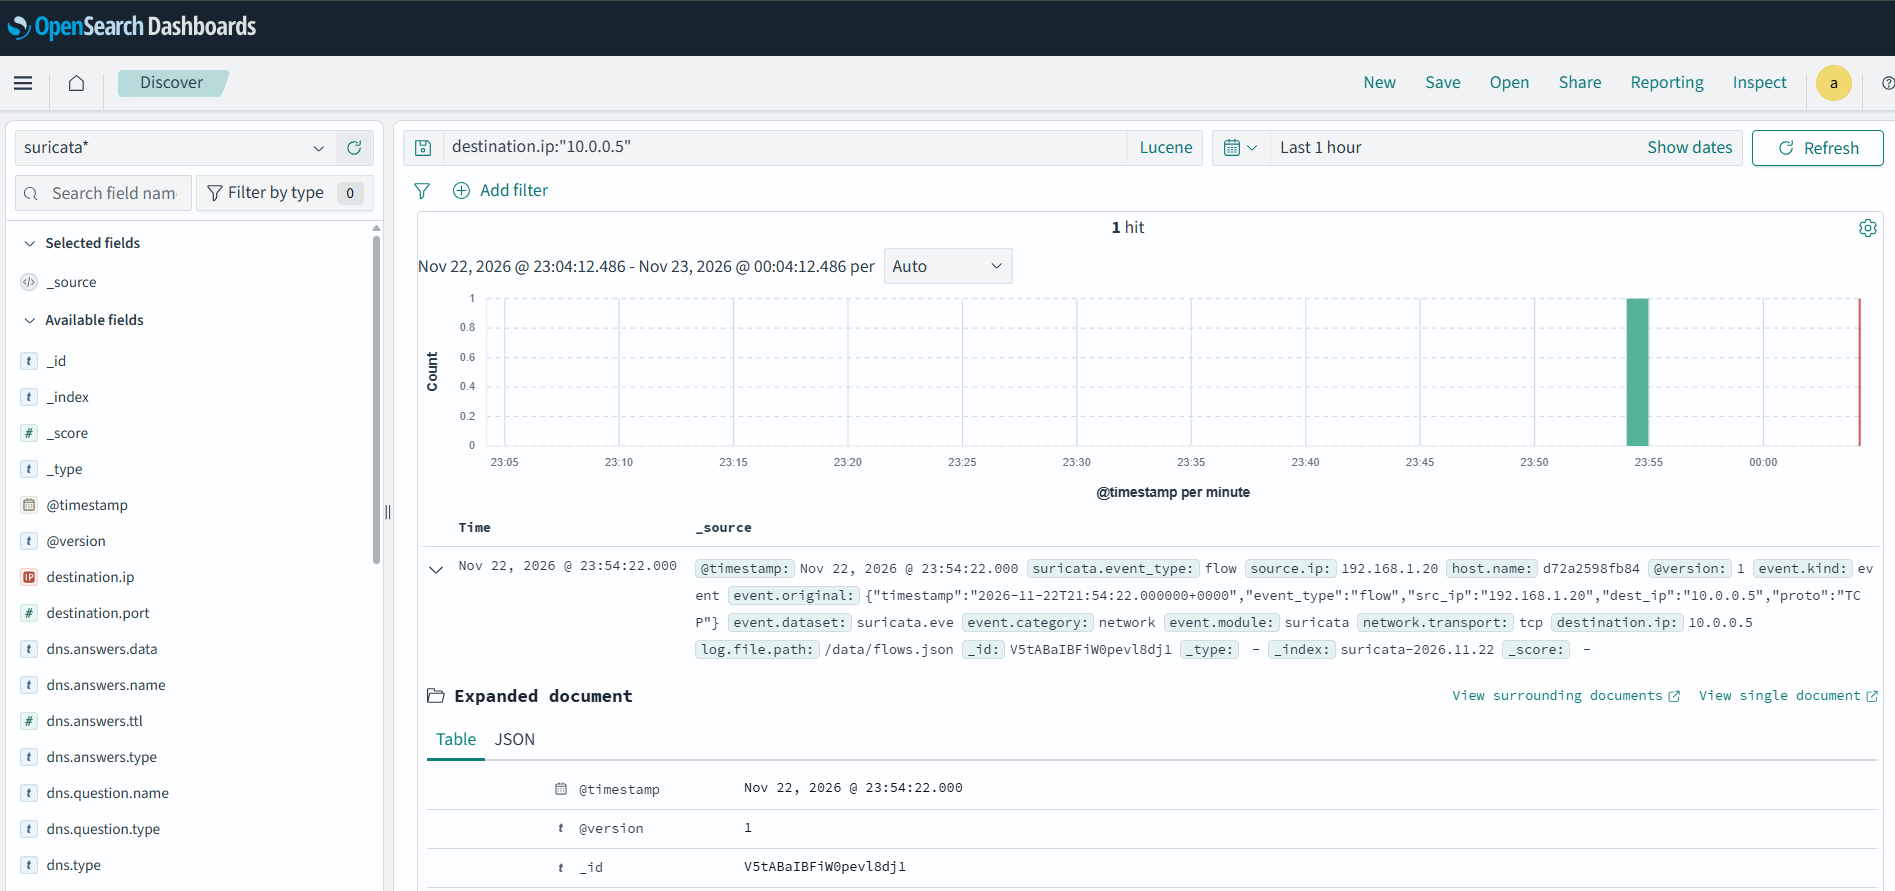 OpenSearch Dashboards
Discover
New Save Open Share Reporting Inspect a
suricata*
destination.ip:"10.0.0.5" Lucene Last 1 hour Show dates Refresh
Search field nam Filter by type 0
Add filter
Selected fields
_source
Available fields
_id
_index
_score
_type
@timestamp
@version
destination.ip
destination.port
dns.answers.data
dns.answers.name
dns.answers.ttl
dns.answers.type
dns.question.name
dns.question.type
dns.type
1 hit
Nov 22, 2026 @ 23:04:12.486 - Nov 23, 2026 @ 00:04:12.486 per Auto
Count
1
0.8
0.6
0.4
0.2
0
23:05 23:10 23:15 23:20 23:25 23:30 23:35 23:40 23:45 23:50 23:55 00:00
@timestamp per minute
Time _source
Nov 22, 2026 @ 23:54:22.000 @timestamp: Nov 22, 2026 @ 23:54:22.000 suricata.event_type: flow source.ip: 192.168.1.20 host.name: d72a2598fb84 @version: 1 event.kind: ev
ent event.original: {"timestamp":"2026-11-22T21:54:22.000000+0000","event_type":"flow","src_ip":"192.168.1.20","dest_ip":"10.0.0.5","proto":"TC
P"} event.dataset: suricata.eve event.category: network event.module: suricata network.transport: tcp destination.ip: 10.0.0.5
log.file.path: /data/flows.json _id: V5tABaIBFiW0pevl8dj1 _type: - _index: suricata-2026.11.22 _score: -
Expanded document View surrounding documents View single document
Table JSON
@timestamp Nov 22, 2026 @ 23:54:22.000
t @version 1
t _id V5tABaIBFiW0pevl8dj1